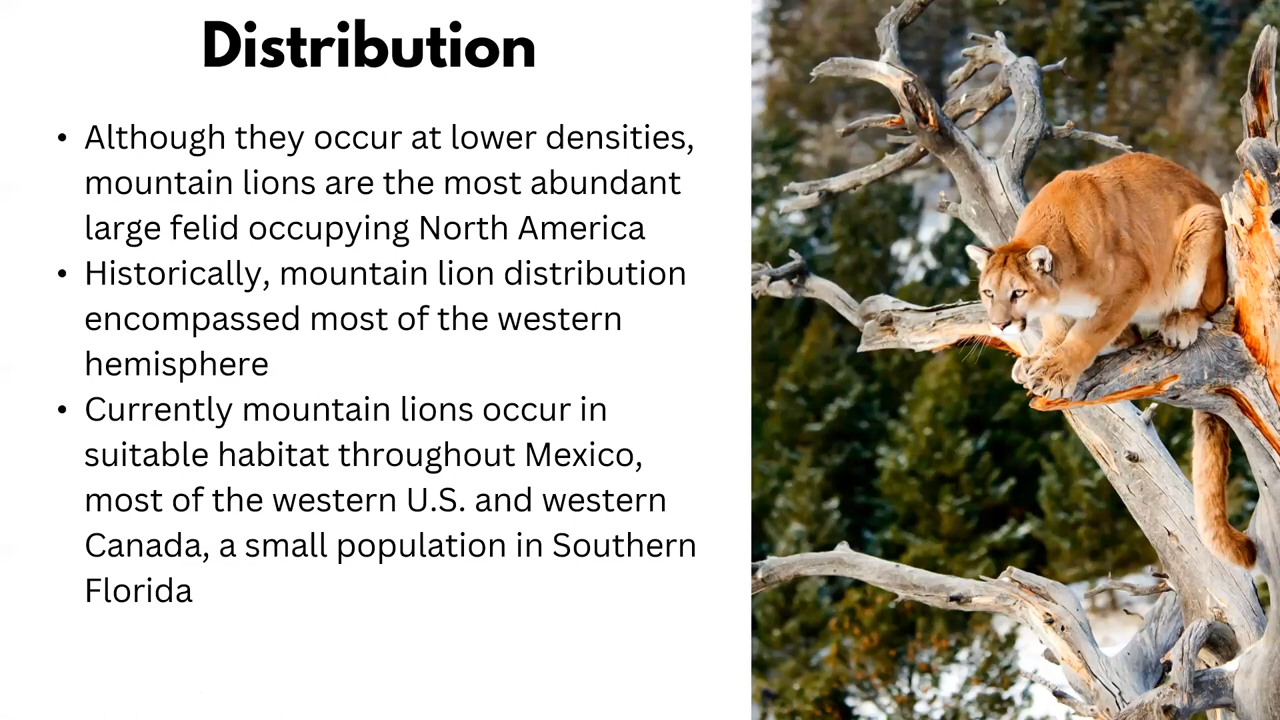 Distribution
• Although they occur at lower densities,
mountain lions are the most abundant
large felid occupying North America
• Historically, mountain lion distribution
encompassed most of the western
hemisphere
• Currently mountain lions occur in
suitable habitat throughout Mexico,
most of the western U.S. and western
Canada, a small population in Southern
Florida